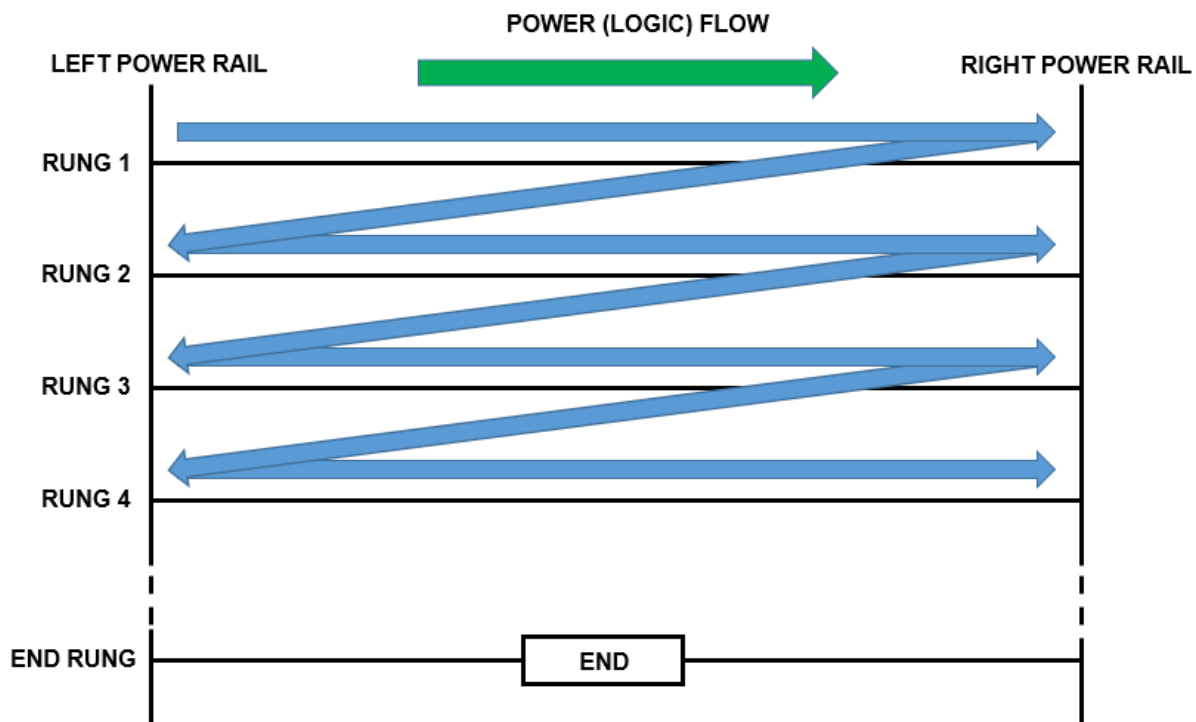 POWER (LOGIC) FLOW
LEFT POWER RAIL
RIGHT POWER RAIL
RUNG 1
RUNG 2
RUNG 3
RUNG 4
END RUNG
END